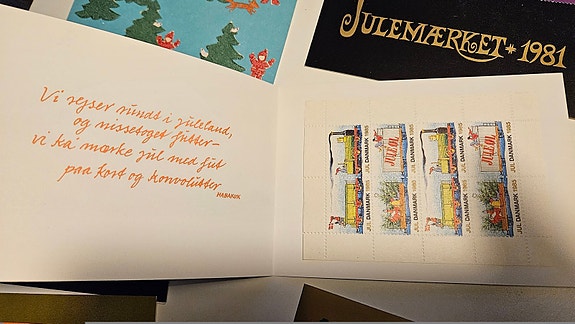 JULEMÆRKET * 1981
Vi rejser rundt i juleland,
og nissetoget futter–
vi ka' mærke jul med fut
paa kort og konvolutter
HABAKUK
JULEØL
JUL DANMARK 1985
JUL DANMARK 1985
JUL DANMARK 1985
JUL DANMARK 1985
JULEØL
JUL DANMARK 1985
JUL DANMARK 1985
JUL DANMARK 1985
JUL DANMARK 1985